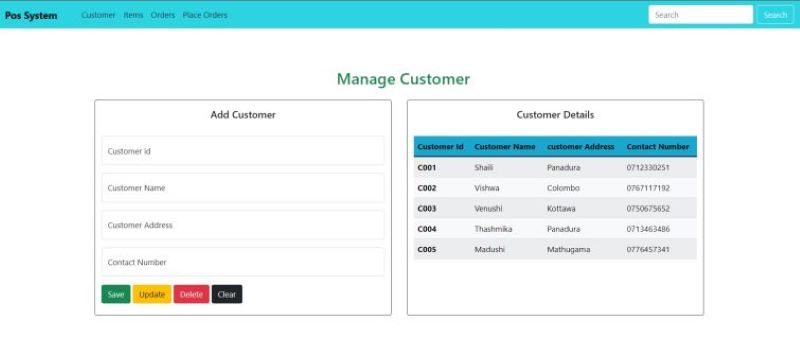 Pos System Customer Items Orders Place Orders Search Search
Manage Customer
Add Customer
Customer id
Customer Name
Customer Address
Contact Number
Save Update Delete Clear
Customer Details
Customer Id Customer Name customer Address Contact Number
C001 Shaili Panadura 0712330251
C002 Vishwa Colombo 0767117192
C003 Venushi Kottawa 0750675652
C004 Thashmika Panadura 0713463486
C005 Madushi Mathugama 0776457341